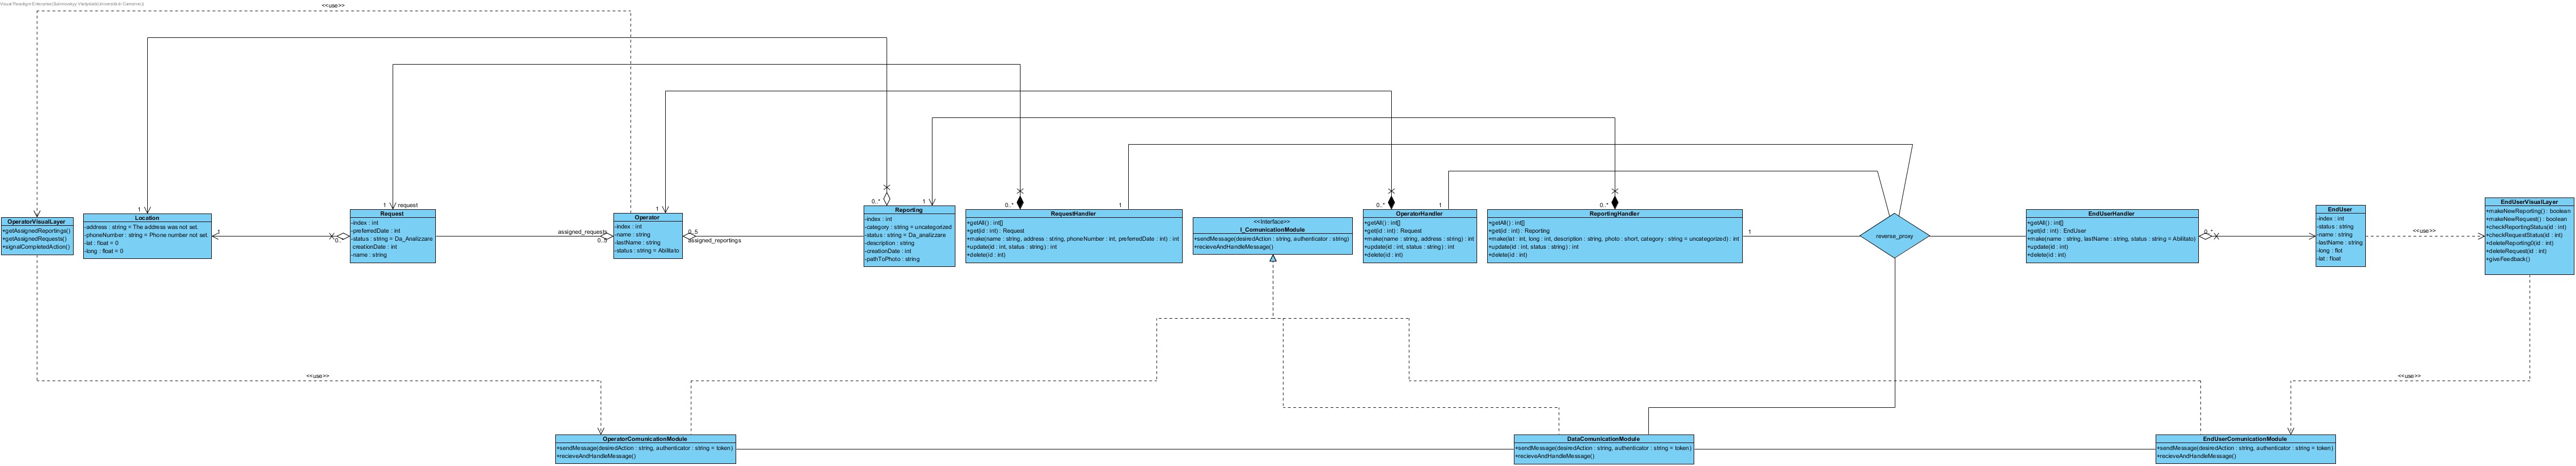 Visual Paradigm Enterprise
<<use>>
OperatorVisualLayer
+getAssignedReportings()
+getAssignedRequests()
+signalCompletedAction()
1
Location
-address : string = The address was not set.
-phoneNumber : string = Phone number not set.
-lat : float = 0
-long : float = 0
1
0..*
1
request
Request
-index : int
-preferredDate : int
-status : string = Da_Analizzare
creationDate : int
-name : string
assigned_requests
0..5
1
Operator
-index : int
-name : string
-lastName : string
-status : string = Abilitato
0..5
assigned_reportings
0..*
1
Reporting
-index : int
-category : string = uncategorized
-status : string = Da_analizzare
-description : string
-creationDate : int
-pathToPhoto : string
0..*
1
RequestHandler
+getAll() : int[]
+get(id : int) : Request
+make(name : string, address : string, phoneNumber : int, preferredDate : int) : int
+update(id : int, status : string) : int
+delete(id : int)
<<Interface>>
I_ComunicationModule
+sendMessage(desiredAction : string, authenticator : string)
+recieveAndHandleMessage()
0..*
1
OperatorHandler
+getAll() : int[]
+get(id : int) : Request
+make(name : string, address : string) : int
+update(id : int, status : string) : int
+delete(id : int)
0..*
ReportingHandler
+getAll() : int[]
+get(id : int) : Reporting
+make(lat : int, long : int, description : string, photo : short, category : string = uncategorized) : int
+update(id : int, status : string) : int
+delete(id : int)
1
reverse_proxy
EndUserHandler
+getAll() : int[]
+get(id : int) : EndUser
+make(name : string, lastName : string, status : string = Abilitato)
+update(id : int)
+delete(id : int)
0..*
EndUser
-index : int
-status : string
-name : string
-lastName : string
-long : flot
-lat : float
<<use>>
EndUserVisualLayer
+makeNewReporting() : boolean
+makeNewRequest() : boolean
+checkReportingStatus(id : int)
+checkRequestStatus(id : int)
+deleteReporting0(id : int)
+deleteRequest(id : int)
+giveFeedback()
<<use>>
<<use>>
OperatorComunicationModule
+sendMessage(desiredAction : string, authenticator : string = token)
+recieveAndHandleMessage()
DataComunicationModule
+sendMessage(desiredAction : string, authenticator : string = token)
+recieveAndHandleMessage()
EndUserComunicationModule
+sendMessage(desiredAction : string, authenticator : string = token)
+recieveAndHandleMessage()